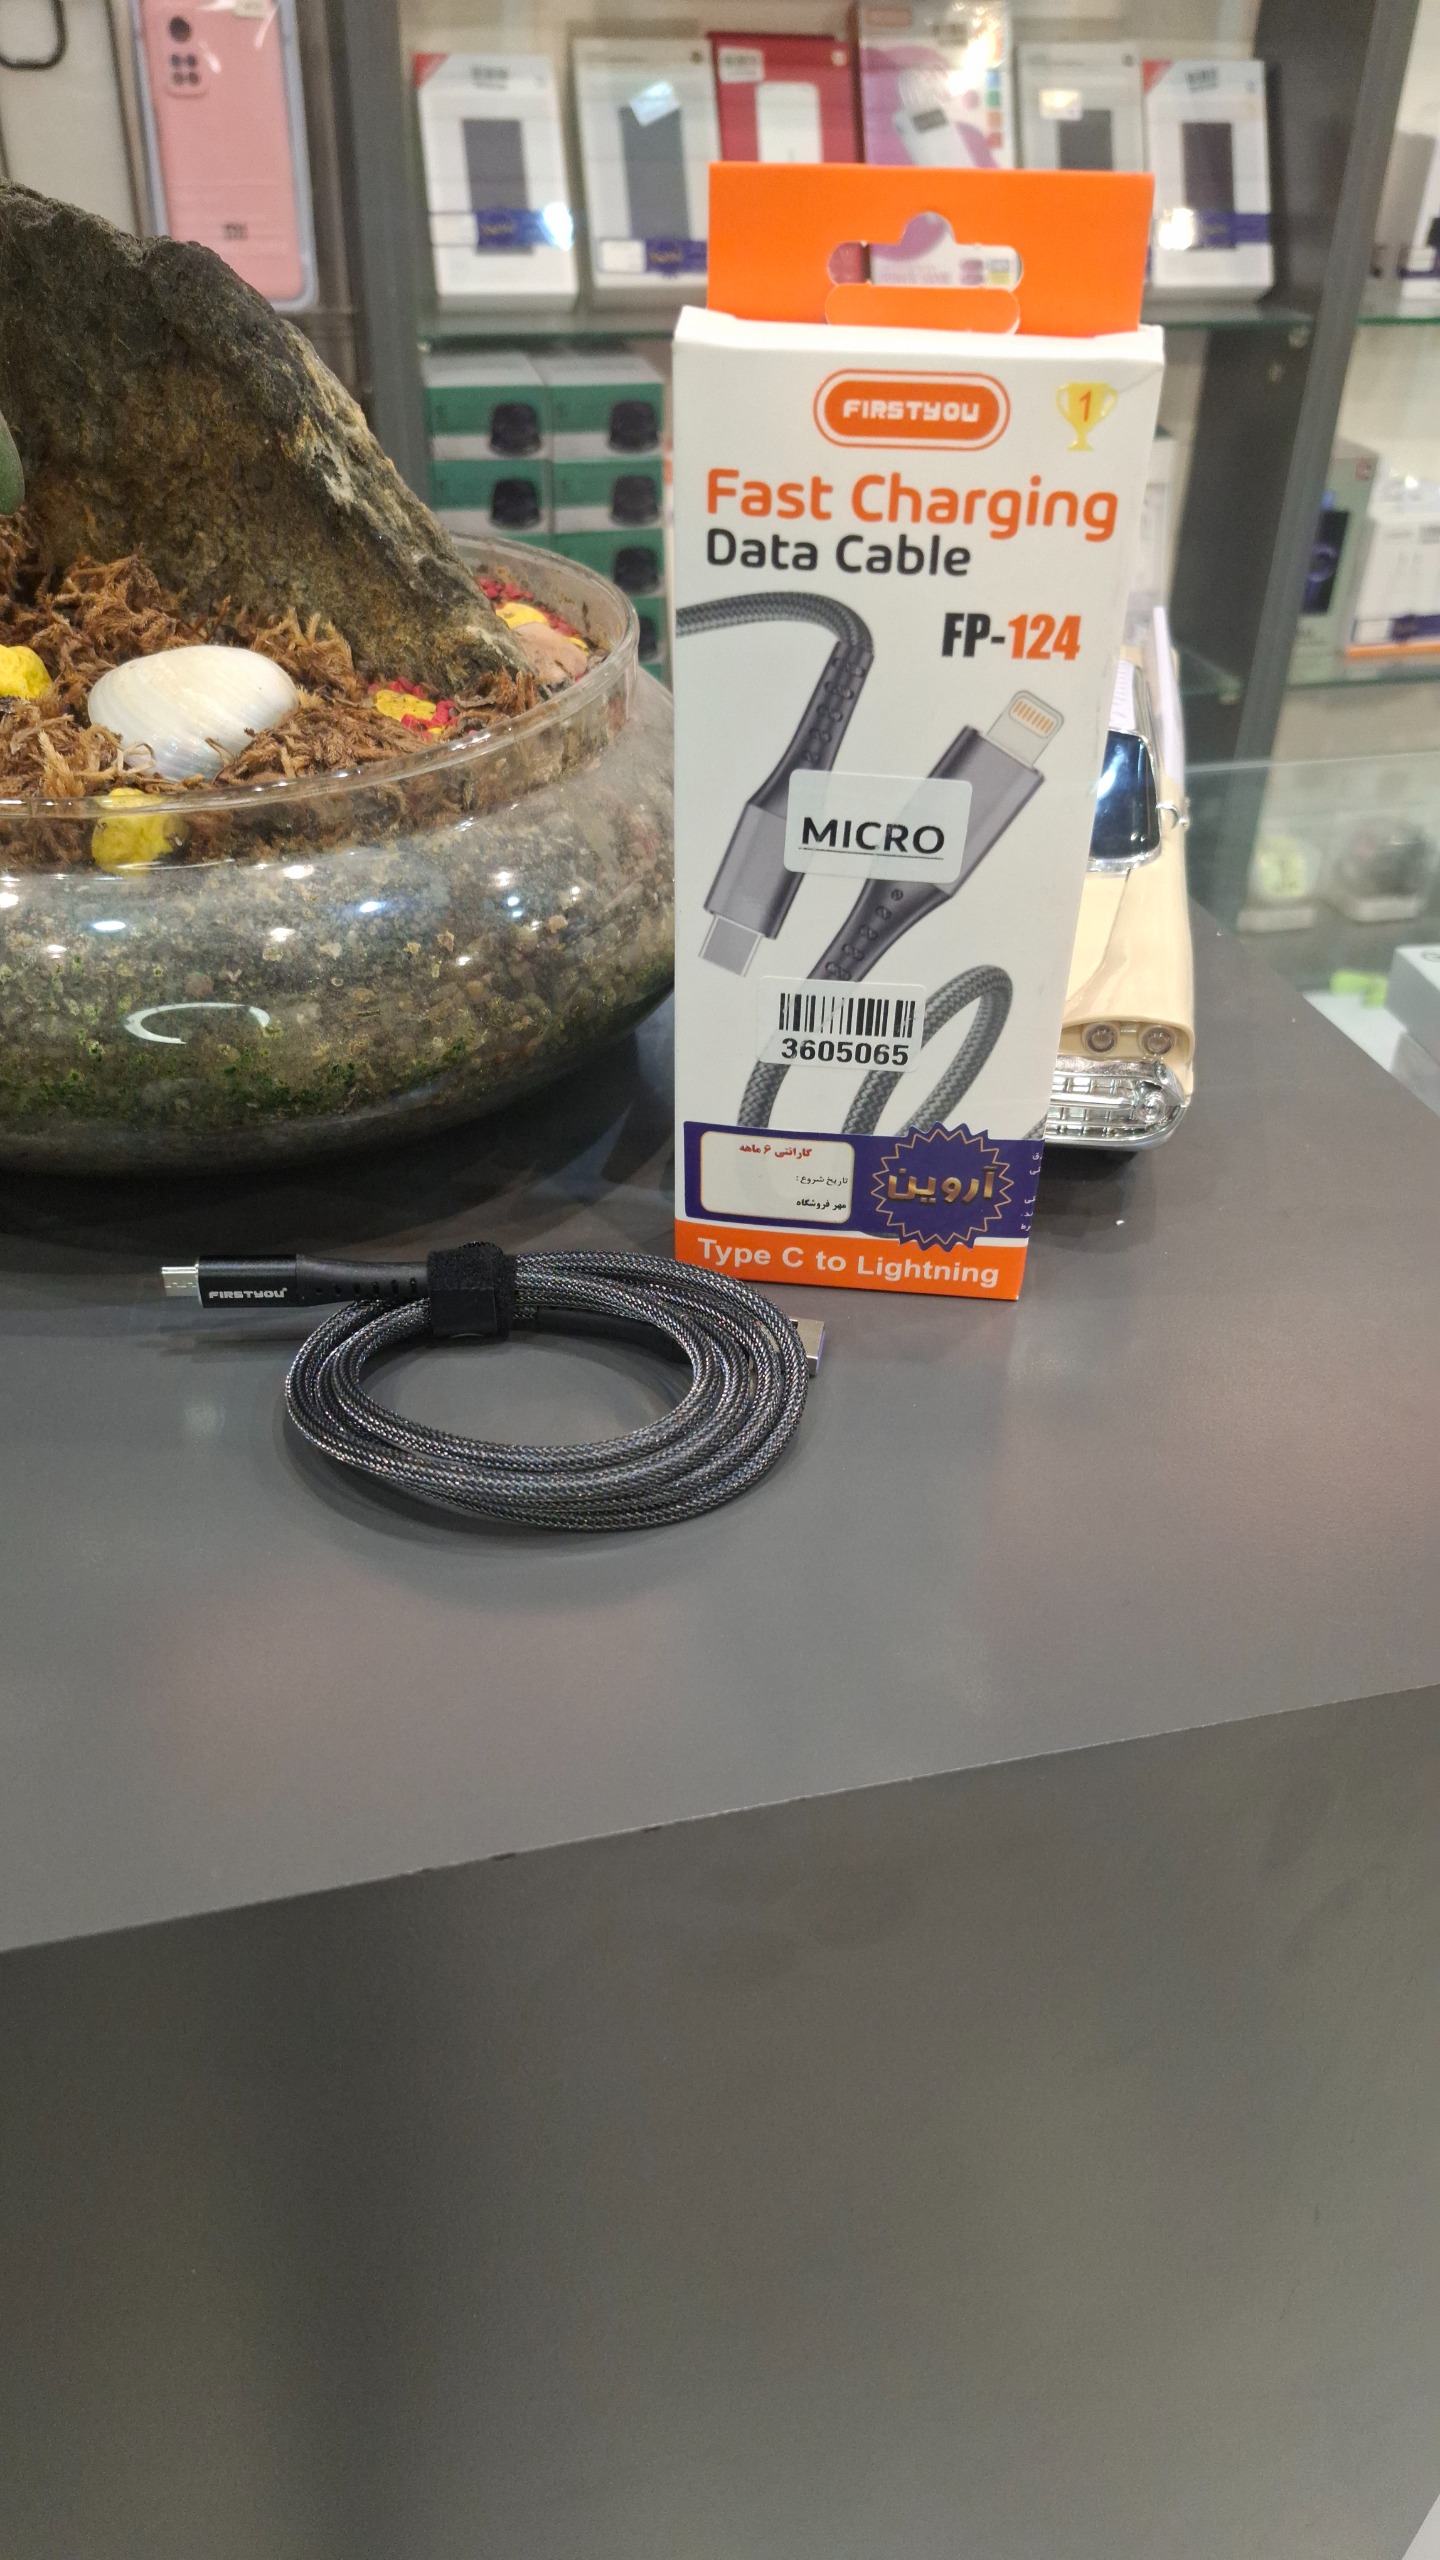 FIRSTYOU
1
Fast Charging
Data Cable
FP-124
MICRO
3605065
گارانتی ۶ ماهه
تاریخ شروع :
مهر فروشگاه
آروین
Type C to Lightning
FIRSTYOU